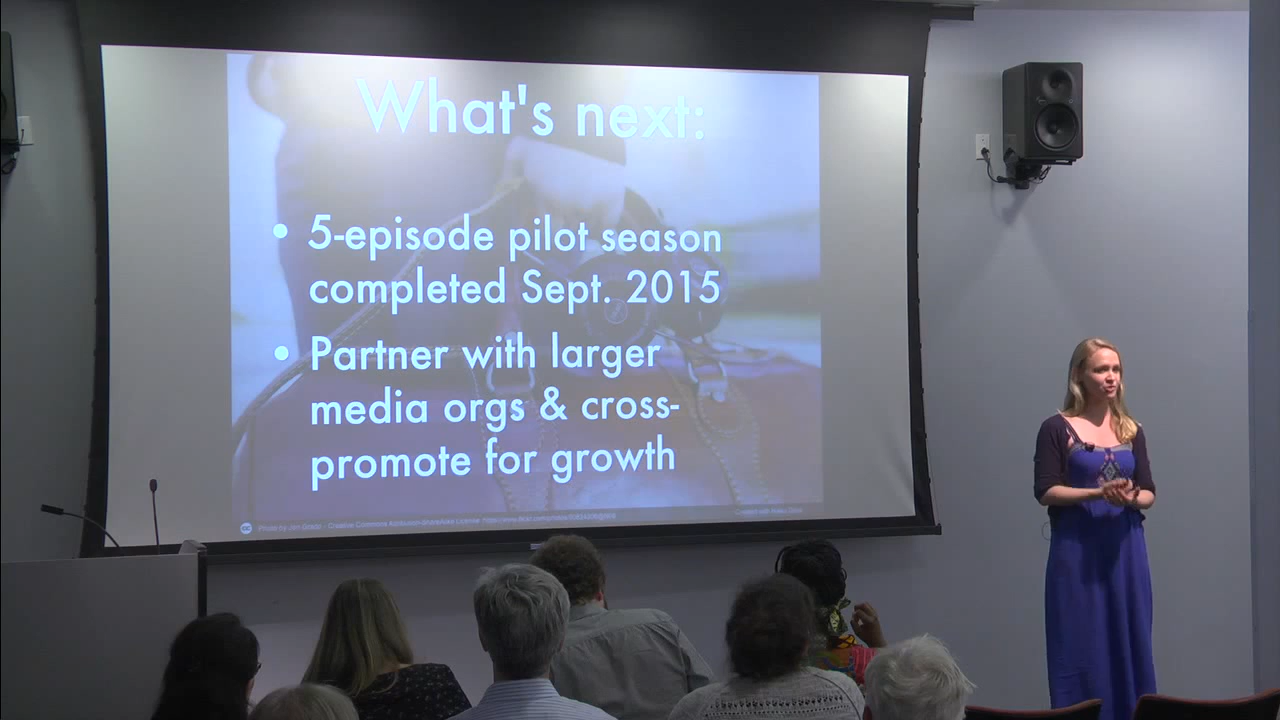 What's next:
• 5-episode pilot season
completed Sept. 2015
• Partner with larger
media orgs & cross-
promote for growth